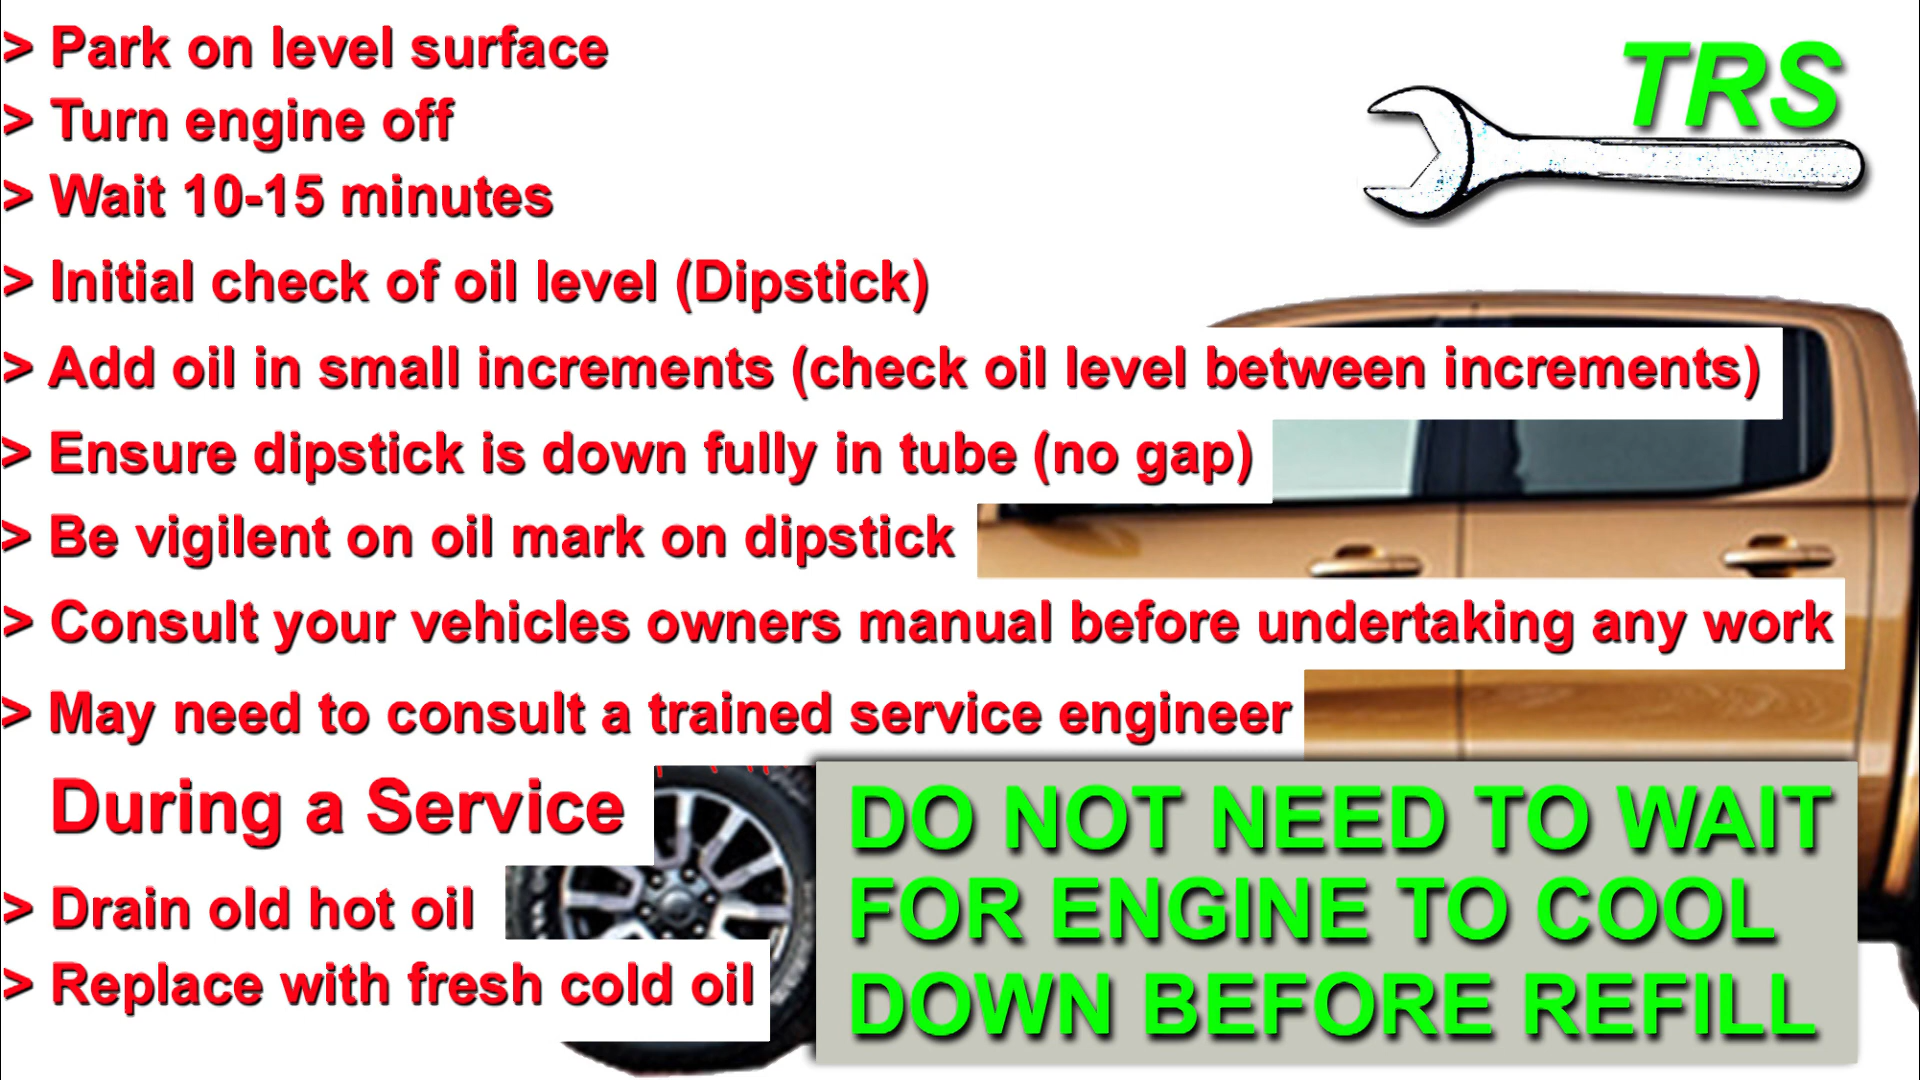 > Park on level surface
> Turn engine off
> Wait 10-15 minutes
> Initial check of oil level (Dipstick)
> Add oil in small increments (check oil level between increments)
> Ensure dipstick is down fully in tube (no gap)
> Be vigilent on oil mark on dipstick
> Consult your vehicles owners manual before undertaking any work
> May need to consult a trained service engineer
During a Service
> Drain old hot oil
> Replace with fresh cold oil
TRS
DO NOT NEED TO WAIT
FOR ENGINE TO COOL
DOWN BEFORE REFILL